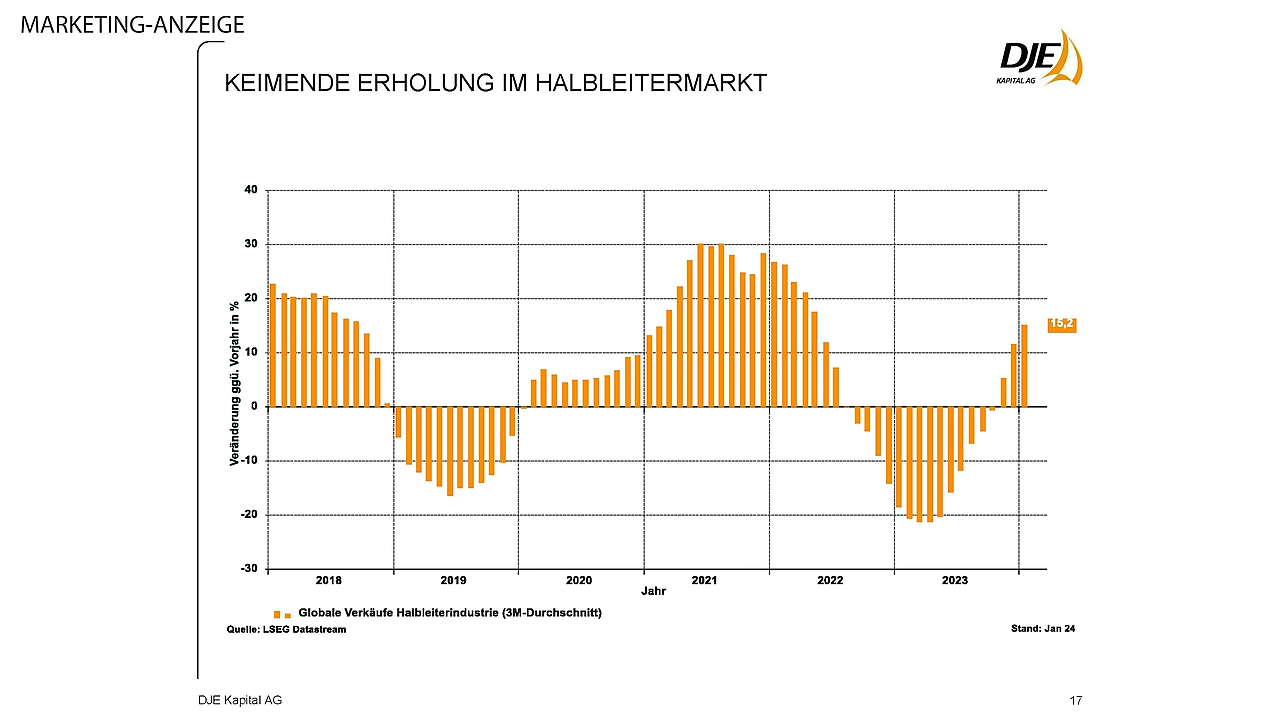 MARKETING-ANZEIGE
DJE
KAPITAL AG
KEIMENDE ERHOLUNG IM HALBLEITERMARKT
Veränderung ggü. Vorjahr in %
40
30
20
10
0
-10
-20
-30
15,2
2018 2019 2020 2021 2022 2023
Jahr
Globale Verkäufe Halbleiterindustrie (3M-Durchschnitt)
Quelle: LSEG Datastream
Stand: Jan 24
DJE Kapital AG
17